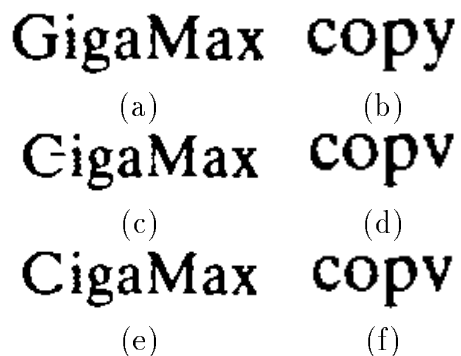 GigaMax copy
(a) (b)
CigaMax copv
(c) (d)
CigaMax copv
(e) (f)